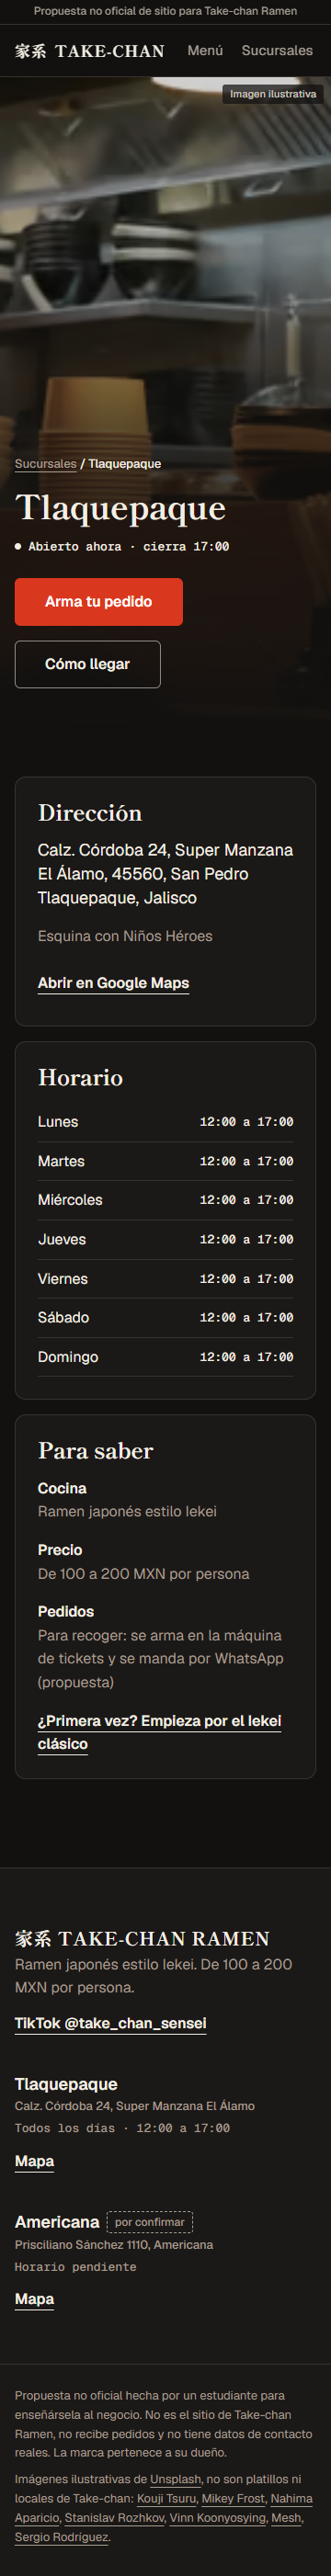 Propuesta no oficial de sitio para Take-chan Ramen
家系 TAKE-CHAN Menú Sucursales
Imagen ilustrativa
Sucursales / Tlaquepaque
Tlaquepaque
Abierto ahora · cierra 17:00
Arma tu pedido
Cómo llegar
Dirección
Calz. Córdoba 24, Super Manzana
El Álamo, 45560, San Pedro
Tlaquepaque, Jalisco
Esquina con Niños Héroes
Abrir en Google Maps
Horario
Lunes 12:00 a 17:00
Martes 12:00 a 17:00
Miércoles 12:00 a 17:00
Jueves 12:00 a 17:00
Viernes 12:00 a 17:00
Sábado 12:00 a 17:00
Domingo 12:00 a 17:00
Para saber
Cocina
Ramen japonés estilo Iekei
Precio
De 100 a 200 MXN por persona
Pedidos
Para recoger: se arma en la máquina
de tickets y se manda por WhatsApp
(propuesta)
¿Primera vez? Empieza por el Iekei
clásico
家系 TAKE-CHAN RAMEN
Ramen japonés estilo Iekei. De 100 a 200
MXN por persona.
TikTok @take_chan_sensei
Tlaquepaque
Calz. Córdoba 24, Super Manzana El Álamo
Todos los días · 12:00 a 17:00
Mapa
Americana por confirmar
Prisciliano Sánchez 1110, Americana
Horario pendiente
Mapa
Propuesta no oficial hecha por un estudiante para
enseñársela al negocio. No es el sitio de Take-chan
Ramen, no recibe pedidos y no tiene datos de contacto
reales. La marca pertenece a su dueño.
Imágenes ilustrativas de Unsplash, no son platillos ni
locales de Take-chan: Kouji Tsuru, Mikey Frost, Nahima
Aparicio, Stanislav Rozhkov, Vinn Koonyosying, Mesh,
Sergio Rodríguez.